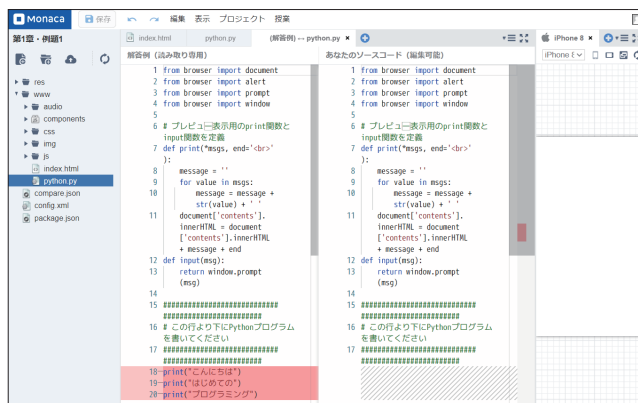 Monaca
保存
編集 表示 プロジェクト 授業
第1章・例題1
index.html
python.py
(解答例) ↔ python.py ×
iPhone 8 ×
解答例 (読み取り専用)
あなたのソースコード (編集可能)
res
www
audio
components
css
img
js
index.html
python.py
compare.json
config.xml
package.json
1 from browser import document
2 from browser import alert
3 from browser import prompt
4 from browser import window
5
6 # プレビュー表示用のprint関数と
input関数を定義
7 def print(*msgs, end='<br>'
):
8 message = ''
9 for value in msgs:
10 message = message +
str(value) + ' '
11 document['contents'].
innerHTML = document
['contents'].innerHTML
+ message + end
12 def input(msg):
13 return window.prompt
(msg)
14
15 ############################
########################
16 # この行より下にPythonプログラム
を書いてください
17 ############################
########################
18-print("こんにちは")
19-print("はじめての")
20-print("プログラミング")
1 from browser import document
2 from browser import alert
3 from browser import prompt
4 from browser import window
5
6 # プレビュー表示用のprint関数と
input関数を定義
7 def print(*msgs, end='<br>'
):
8 message = ''
9 for value in msgs:
10 message = message +
str(value) + ' '
11 document['contents'].
innerHTML = document
['contents'].innerHTML
+ message + end
12 def input(msg):
13 return window.prompt
(msg)
14
15 ############################
########################
16 # この行より下にPythonプログラム
を書いてください
17 ############################
########################